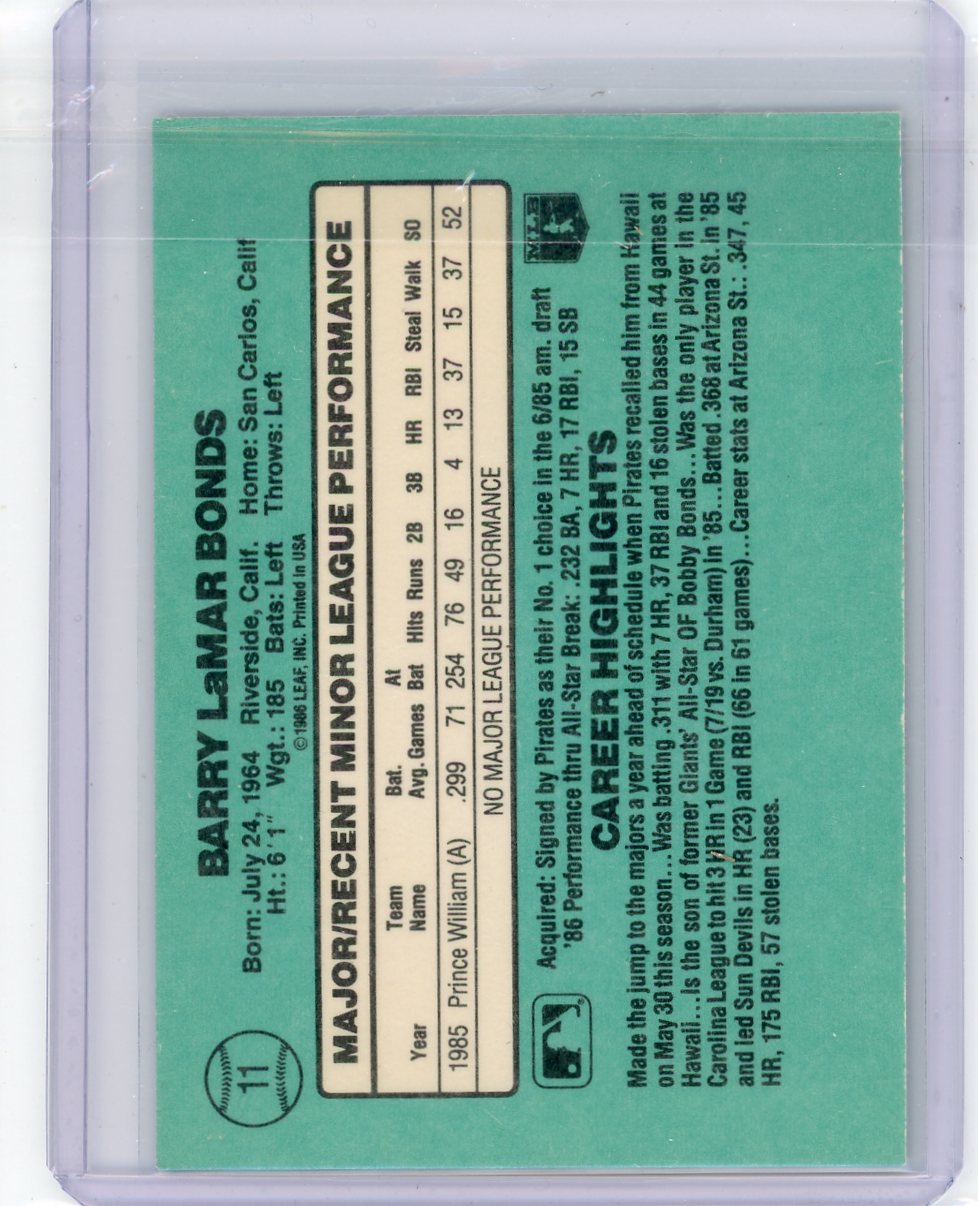 11
BARRY LaMAR BONDS
Born: July 24, 1964 Riverside, Calif. Home: San Carlos, Calif
Ht.: 6'1" Wgt.: 185 Bats: Left Throws: Left
©1986 LEAF, INC. Printed in USA
MAJOR/RECENT MINOR LEAGUE PERFORMANCE
Year Team Name Bat. Avg. Games At Bat Hits Runs 2B 3B HR RBI Steal Walk SO
1985 Prince William (A) .299 71 254 76 49 16 4 13 37 15 37 52
NO MAJOR LEAGUE PERFORMANCE
Acquired: Signed by Pirates as their No. 1 choice in the 6/85 am. draft
'86 Performance thru All-Star Break: .232 BA, 7 HR, 17 RBI, 15 SB
MLB
CAREER HIGHLIGHTS
Made the jump to the majors a year ahead of schedule when Pirates recalled him from Hawaii
on May 30 this season...Was batting .311 with 7 HR, 37 RBI and 16 stolen bases in 44 games at
Hawaii...Is the son of former Giants' All-Star OF Bobby Bonds...Was the only player in the
Carolina League to hit 3 HR in 1 Game (7/19 vs. Durham) in '85...Batted .368 at Arizona St. in '85
and led Sun Devils in HR (23) and RBI (66 in 61 games)...Career stats at Arizona St.: .347, 45
HR, 175 RBI, 57 stolen bases.